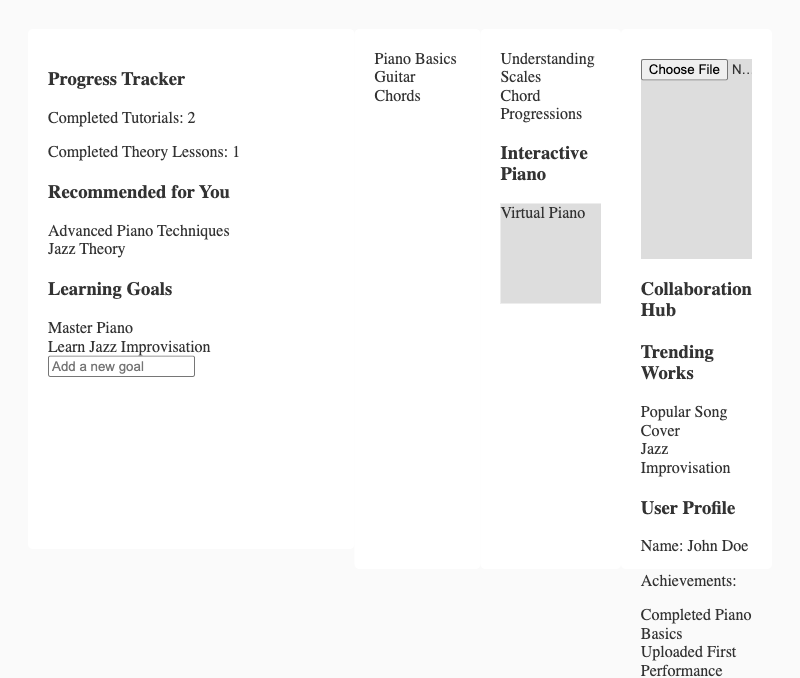 Progress Tracker
Completed Tutorials: 2
Completed Theory Lessons: 1
Recommended for You
Advanced Piano Techniques
Jazz Theory
Learning Goals
Master Piano
Learn Jazz Improvisation
Add a new goal
Piano Basics
Guitar
Chords
Understanding
Scales
Chord
Progressions
Interactive
Piano
Virtual Piano
Choose File N...
Collaboration
Hub
Trending
Works
Popular Song
Cover
Jazz
Improvisation
User Profile
Name: John Doe
Achievements:
Completed Piano
Basics
Uploaded First
Performance